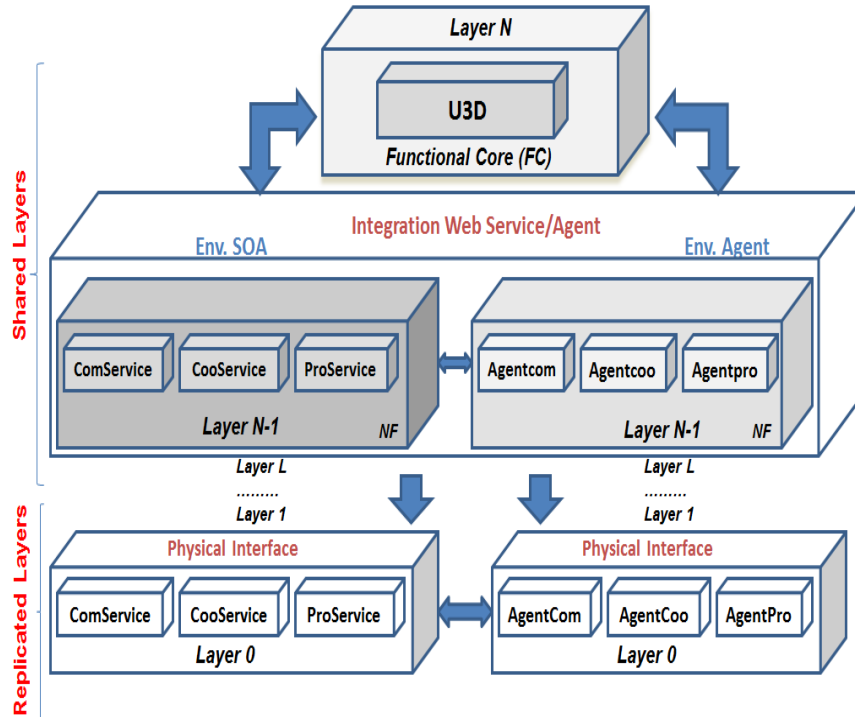 Layer N
U3D
Functional Core (FC)
Shared Layers
Integration Web Service/Agent
Env. SOA
Env. Agent
ComService
CooService
ProService
Agentcom
Agentcoo
Agentpro
Layer N-1
NF
Layer N-1
NF
Layer L
.........
Layer 1
Layer L
.........
Layer 1
Replicated Layers
Physical Interface
Physical Interface
ComService
CooService
ProService
AgentCom
AgentCoo
AgentPro
Layer 0
Layer 0